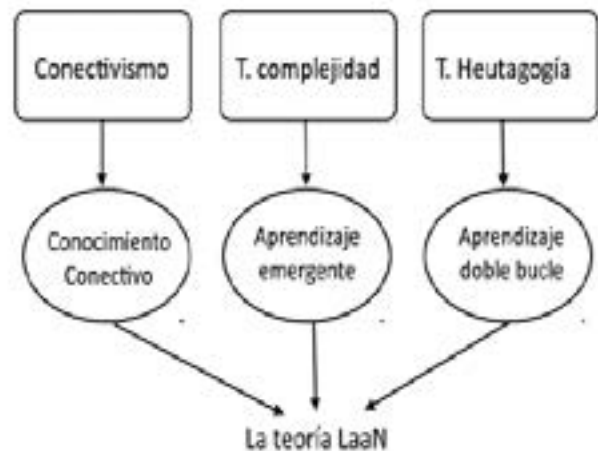 Conectivismo
T. complejidad
T. Heutagogía
Conocimiento
Conectivo
Aprendizaje
emergente
Aprendizaje
doble bucle
La teoría LaaN